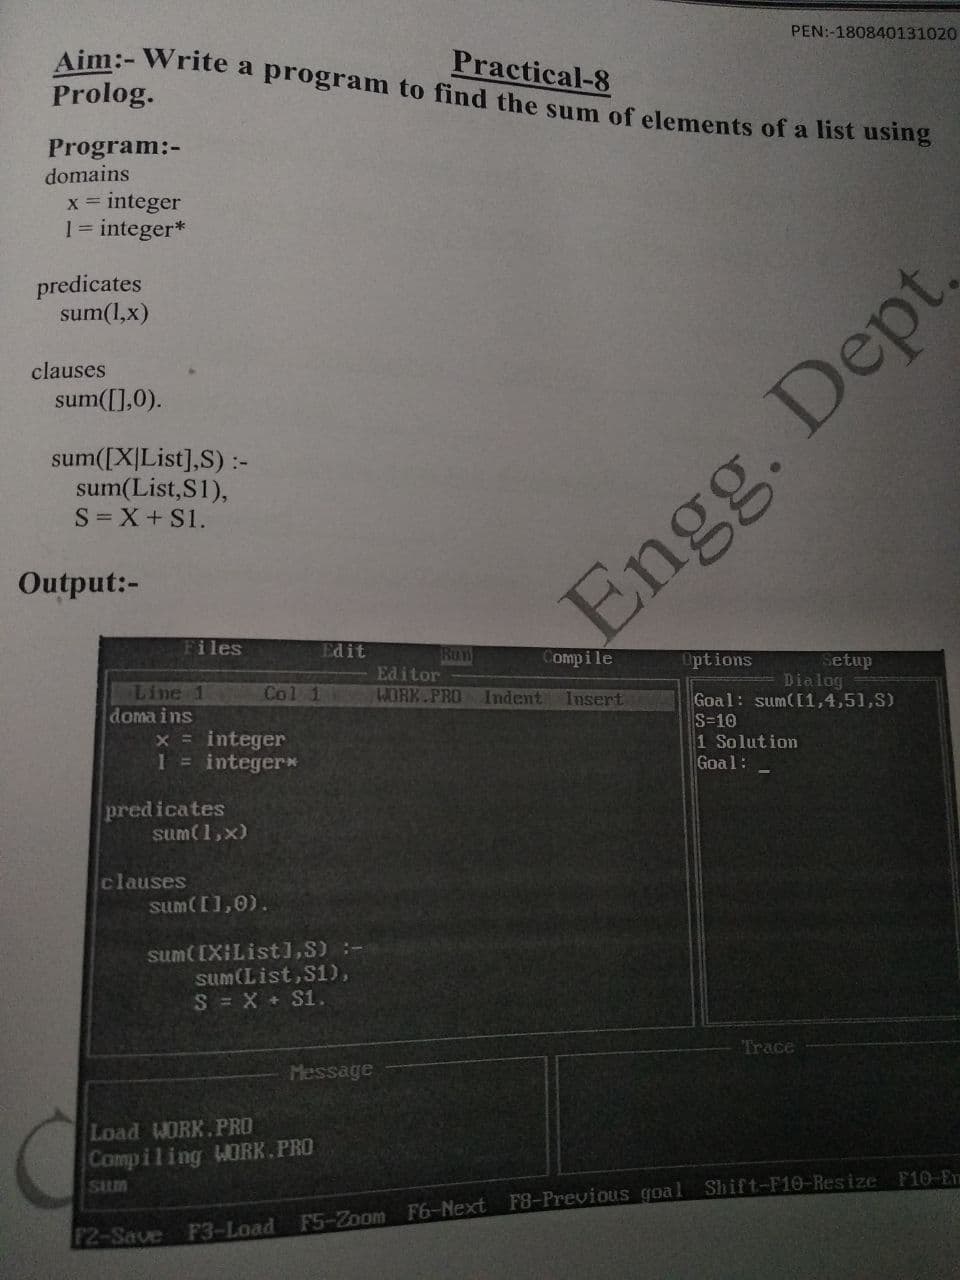 PEN:-180840131020
Practical-8
Aim:- Write a program to find the sum of elements of a list using
Prolog.
Program:-
domains
x = integer
l = integer*
predicates
sum(l,x)
clauses
sum([],0).
sum([X|List],S) :-
sum(List,S1),
S = X + S1.
Engg. Dept.
Output:-
Files Edit Run Compile Options Setup
Editor
Line 1 Col 1 WORK.PRO Indent Insert
domains
x = integer
l = integer*
predicates
sum(l,x)
clauses
sum([],0).
sum([X|List],S) :-
sum(List,S1),
S = X + S1.
Dialog
Goal: sum([1,4,5],S)
S=10
1 Solution
Goal: _
Message
Load WORK.PRO
Compiling WORK.PRO
sum
Trace
F2-Save F3-Load F5-Zoom F6-Next F8-Previous goal Shift-F10-Resize F10-En